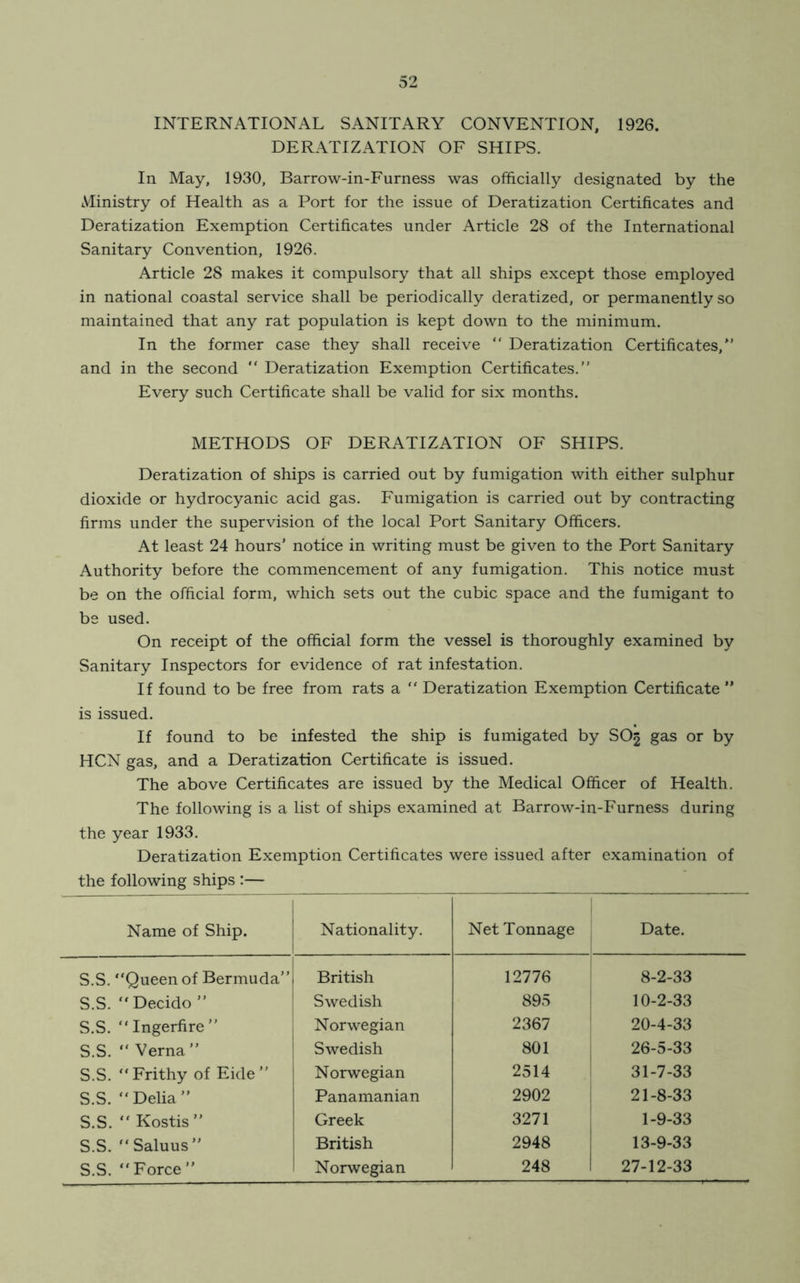 52
INTERNATIONAL SANITARY CONVENTION, 1926.
DERATIZATION OF SHIPS.
In May, 1930, Barrow-in-Furness was officially designated by the
Ministry of Health as a Port for the issue of Deratization Certificates and
Deratization Exemption Certificates under Article 28 of the International
Sanitary Convention, 1926.
Article 28 makes it compulsory that all ships except those employed
in national coastal service shall be periodically deratized, or permanently so
maintained that any rat population is kept down to the minimum.
In the former case they shall receive " Deratization Certificates,"
and in the second " Deratization Exemption Certificates."
Every such Certificate shall be valid for six months.
METHODS OF DERATIZATION OF SHIPS.
Deratization of ships is carried out by fumigation with either sulphur
dioxide or hydrocyanic acid gas. Fumigation is carried out by contracting
firms under the supervision of the local Port Sanitary Officers.
At least 24 hours' notice in writing must be given to the Port Sanitary
Authority before the commencement of any fumigation. This notice must
be on the official form, which sets out the cubic space and the fumigant to
be used.
On receipt of the official form the vessel is thoroughly examined by
Sanitary Inspectors for evidence of rat infestation.
If found to be free from rats a " Deratization Exemption Certificate "
is issued.
If found to be infested the ship is fumigated by SO₂ gas or by
HCN gas, and a Deratization Certificate is issued.
The above Certificates are issued by the Medical Officer of Health.
The following is a list of ships examined at Barrow-in-Furness during
the year 1933.
Deratization Exemption Certificates were issued after examination of
the following ships :—
Name of Ship. Nationality. Net Tonnage Date.
S.S. "Queen of Bermuda" British 12776 8-2-33
S.S. " Decido " Swedish 895 10-2-33
S.S. " Ingerfire " Norwegian 2367 20-4-33
S.S. " Verna " Swedish 801 26-5-33
S.S. " Frithy of Eide " Norwegian 2514 31-7-33
S.S. " Delia " Panamanian 2902 21-8-33
S.S. " Kostis " Greek 3271 1-9-33
S.S. " Saluus " British 2948 13-9-33
S.S. " Force " Norwegian 248 27-12-33